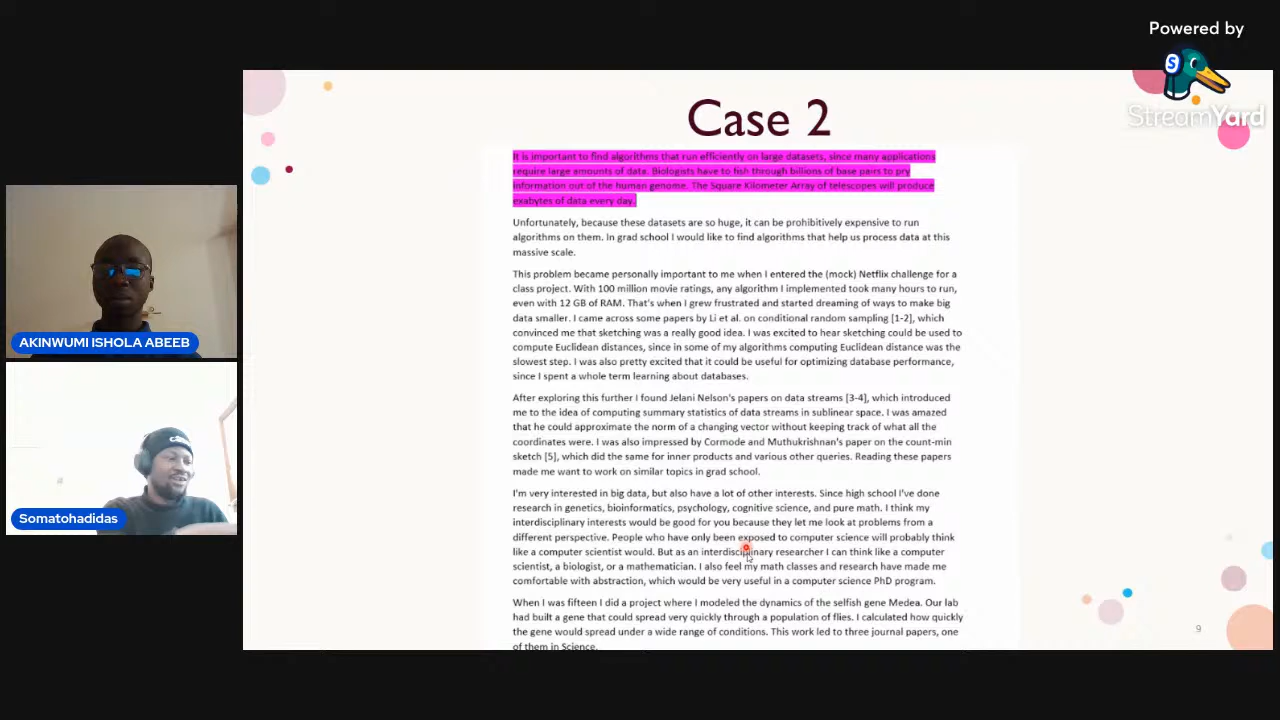 Powered by
StreamYard
Case 2
It is important to find algorithms that run efficiently on large datasets, since many applications
require large amounts of data. Biologists have to fish through billions of base pairs to pry
information out of the human genome. The Square Kilometer Array of telescopes will produce
exabytes of data every day.
Unfortunately, because these datasets are so huge, it can be prohibitively expensive to run
algorithms on them. In grad school I would like to find algorithms that help us process data at this
massive scale.
This problem became personally important to me when I entered the (mock) Netflix challenge for a
class project. With 100 million movie ratings, any algorithm I implemented took many hours to run,
even with 12 GB of RAM. That's when I grew frustrated and started dreaming of ways to make big
data smaller. I came across some papers by Li et al. on conditional random sampling [1-2], which
convinced me that sketching was a really good idea. I was excited to hear sketching could be used to
compute Euclidean distances, since in some of my algorithms computing Euclidean distance was the
slowest step. I was also pretty excited that it could be useful for optimizing database performance,
since I spent a whole term learning about databases.
After exploring this further I found Jelani Nelson's papers on data streams [3-4], which introduced
me to the idea of computing summary statistics of data streams in sublinear space. I was amazed
that he could approximate the norm of a changing vector without keeping track of what all the
coordinates were. I was also impressed by Cormode and Muthukrishnan's paper on the count-min
sketch [5], which did the same for inner products and various other queries. Reading these papers
made me want to work on similar topics in grad school.
I'm very interested in big data, but also have a lot of other interests. Since high school I've done
research in genetics, bioinformatics, psychology, cognitive science, and pure math. I think my
interdisciplinary interests would be good for you because they let me look at problems from a
different perspective. People who have only been exposed to computer science will probably think
like a computer scientist would. But as an interdisciplinary researcher I can think like a computer
scientist, a biologist, or a mathematician. I also feel my math classes and research have made me
comfortable with abstraction, which would be very useful in a computer science PhD program.
When I was fifteen I did a project where I modeled the dynamics of the selfish gene Medea. Our lab
had built a gene that could spread very quickly through a population of flies. I calculated how quickly
the gene would spread under a wide range of conditions. This work led to three journal papers, one
of them in Science.
9
AKINWUMI ISHOLA ABEEB
Somatohadidas